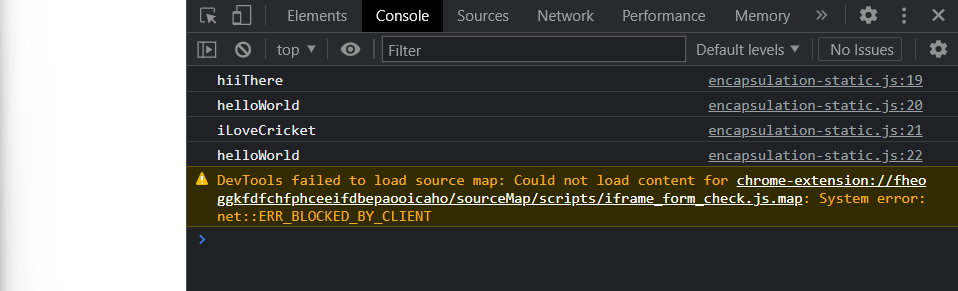 Elements Console Sources Network Performance Memory
top Filter Default levels No Issues
hiiThere encapsulation-static.js:19
helloWorld encapsulation-static.js:20
iLoveCricket encapsulation-static.js:21
helloWorld encapsulation-static.js:22
DevTools failed to load source map: Could not load content for chrome-extension://fheo
ggkfdfchfphceeifdbepaooicaho/sourceMap/scripts/iframe_form_check.js.map: System error:
net::ERR_BLOCKED_BY_CLIENT